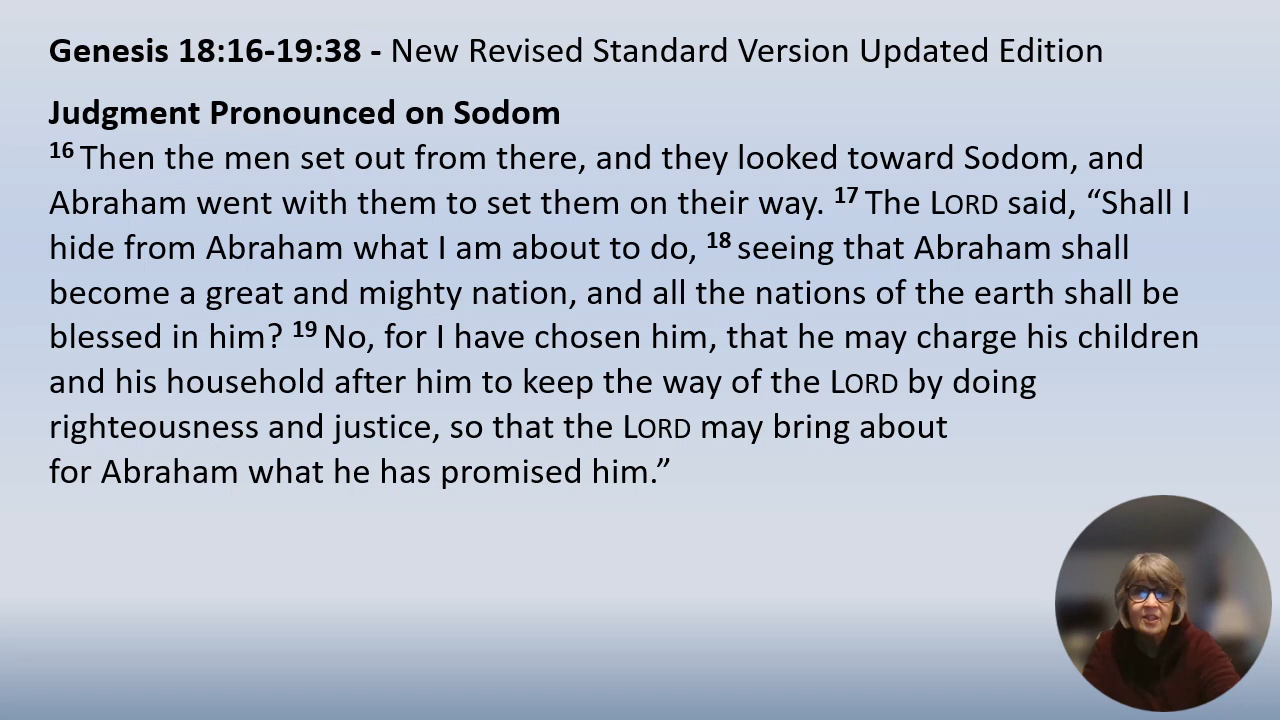 Genesis 18:16-19:38 - New Revised Standard Version Updated Edition
Judgment Pronounced on Sodom
16 Then the men set out from there, and they looked toward Sodom, and
Abraham went with them to set them on their way. 17 The LORD said, “Shall I
hide from Abraham what I am about to do, 18 seeing that Abraham shall
become a great and mighty nation, and all the nations of the earth shall be
blessed in him? 19 No, for I have chosen him, that he may charge his children
and his household after him to keep the way of the LORD by doing
righteousness and justice, so that the LORD may bring about
for Abraham what he has promised him.”